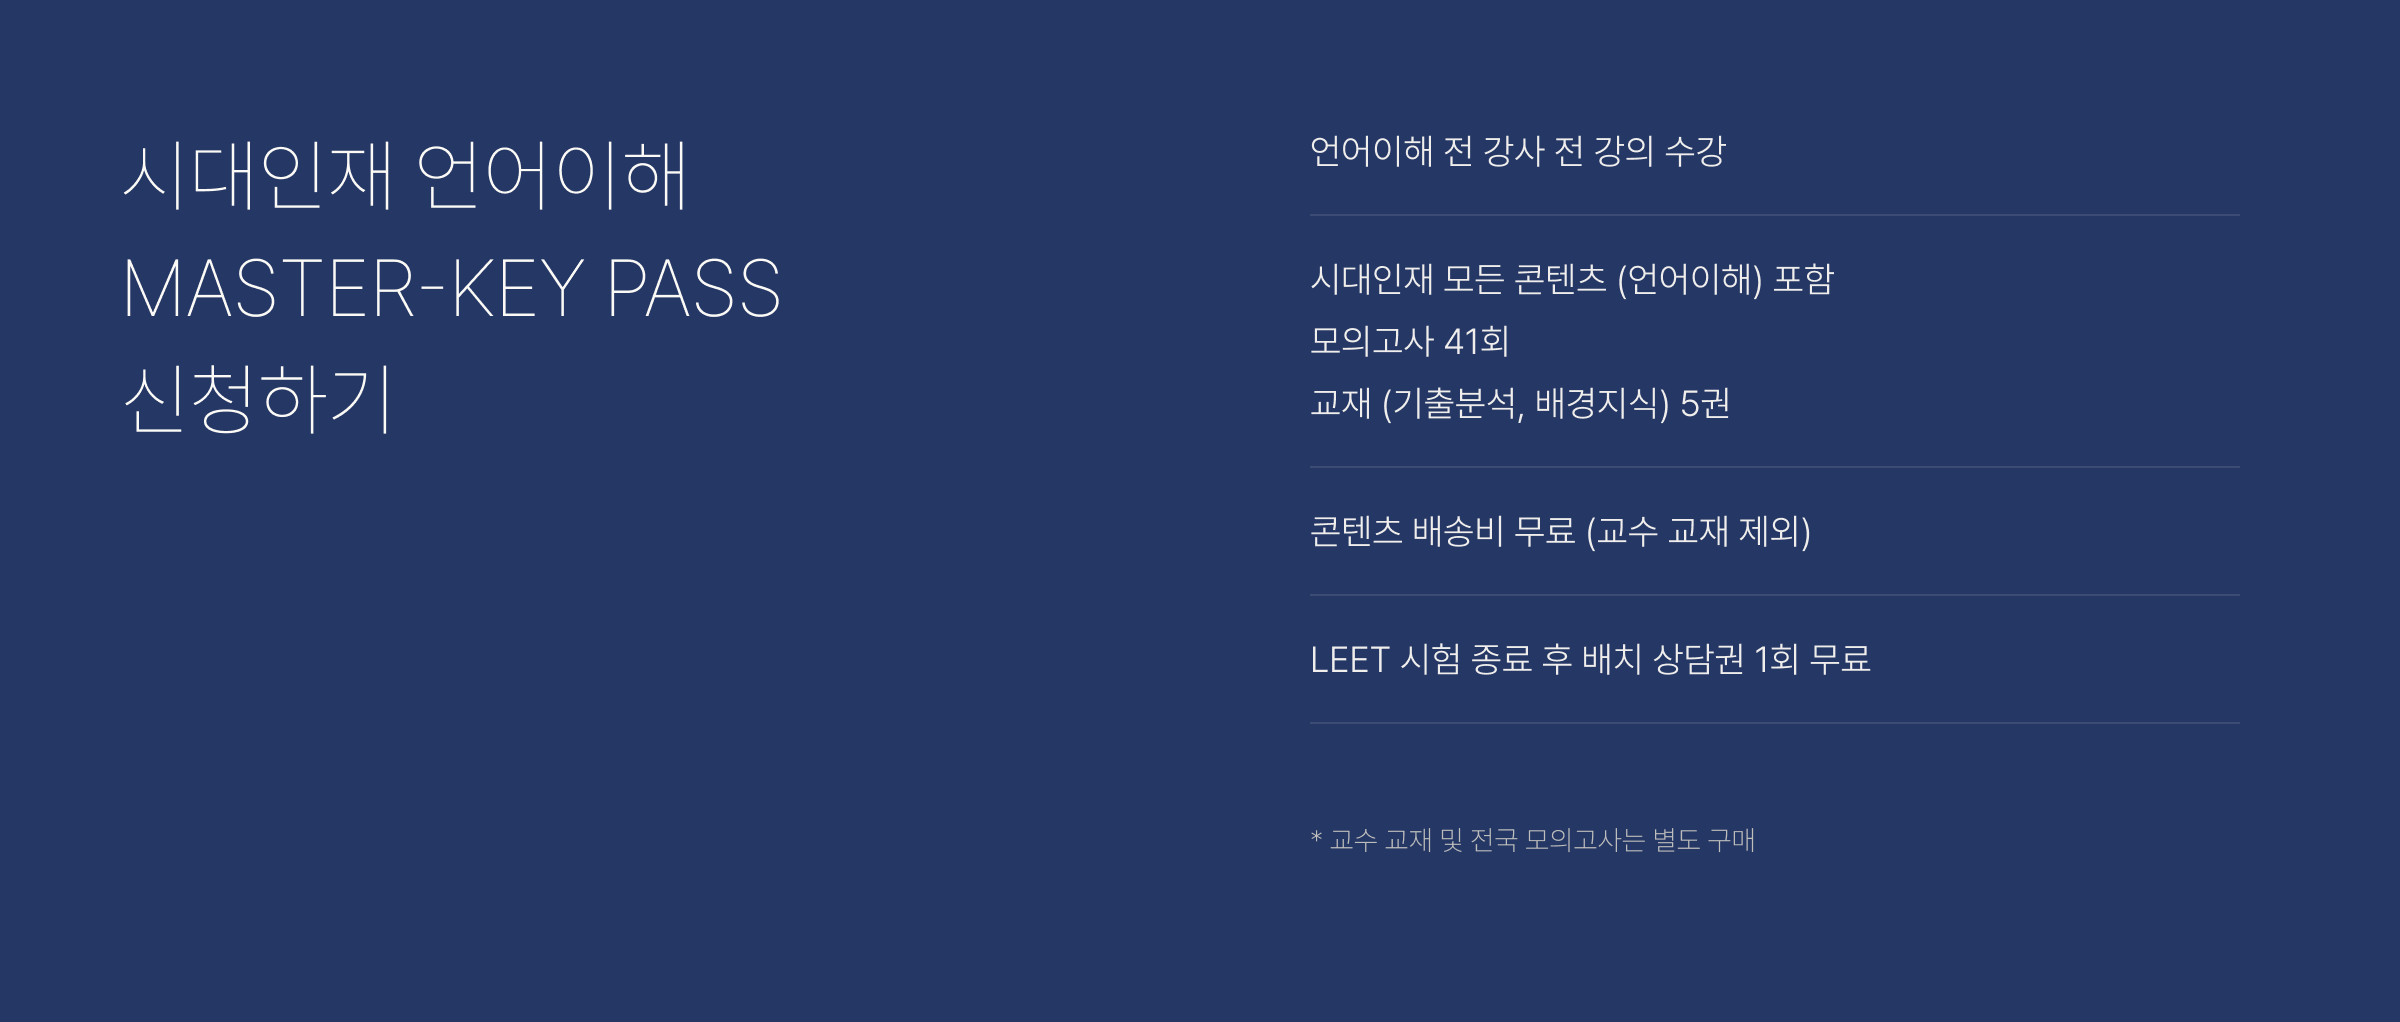 시대인재 언어이해
MASTER-KEY PASS
신청하기
언어이해 전 강사 전 강의 수강
시대인재 모든 콘텐츠 (언어이해) 포함
모의고사 41회
교재 (기출분석, 배경지식) 5권
콘텐츠 배송비 무료 (교수 교재 제외)
LEET 시험 종료 후 배치 상담권 1회 무료
* 교수 교재 및 전국 모의고사는 별도 구매